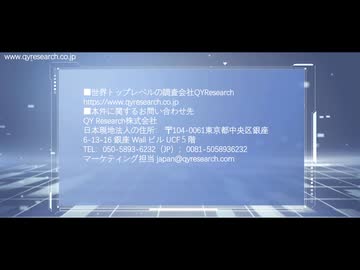 www.qyresearch.co.jp
■世界トップレベルの調査会社QYResearch
https://www.qyresearch.co.jp
■本件に関するお問い合わせ先
QY Research株式会社
日本現地法人の住所: 〒104-0061東京都中央区銀座
6-13-16 銀座 Wall ビル UCF５階
TEL 050-5893-6232（JP）；0081-5058936232
マーケティング担当 japan@qyresearch.com